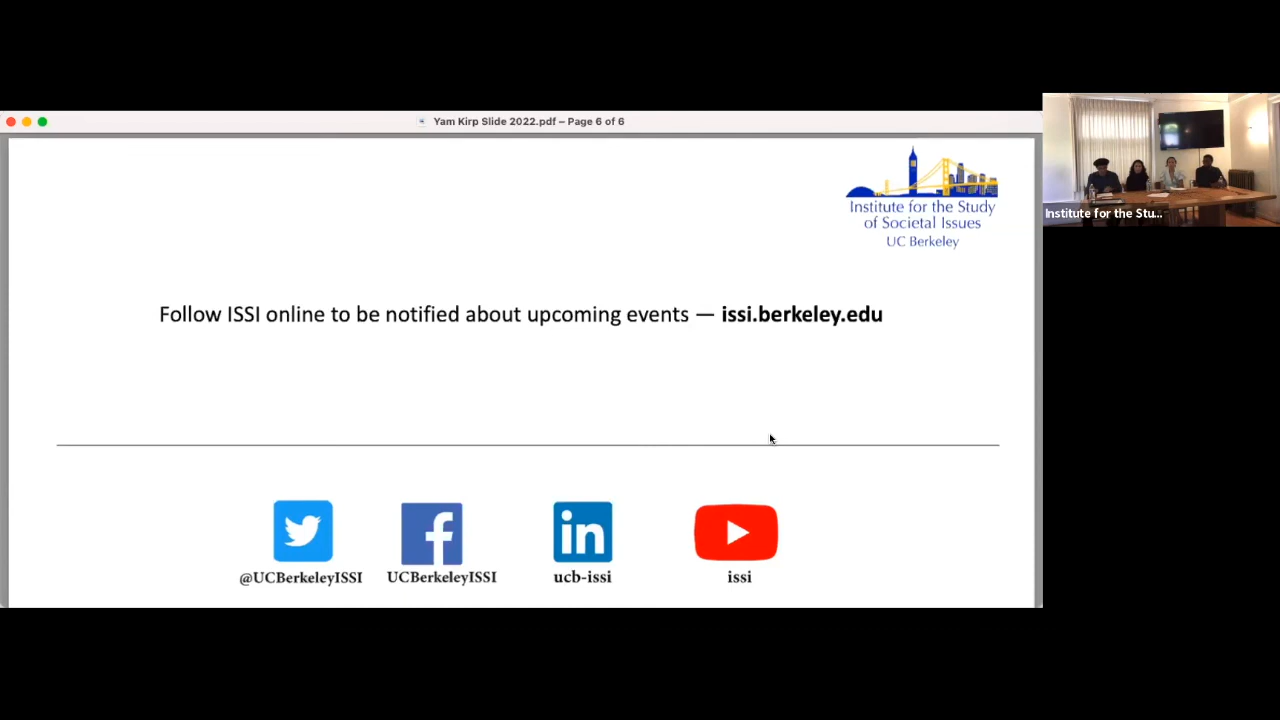 Yam Kirp Slide 2022.pdf – Page 6 of 6
Institute for the Study
of Societal Issues
UC Berkeley
Institute for the Stu...
Follow ISSI online to be notified about upcoming events — issi.berkeley.edu
in
@UCBerkeleyISSI
UCBerkeleyISSI
ucb-issi
issi